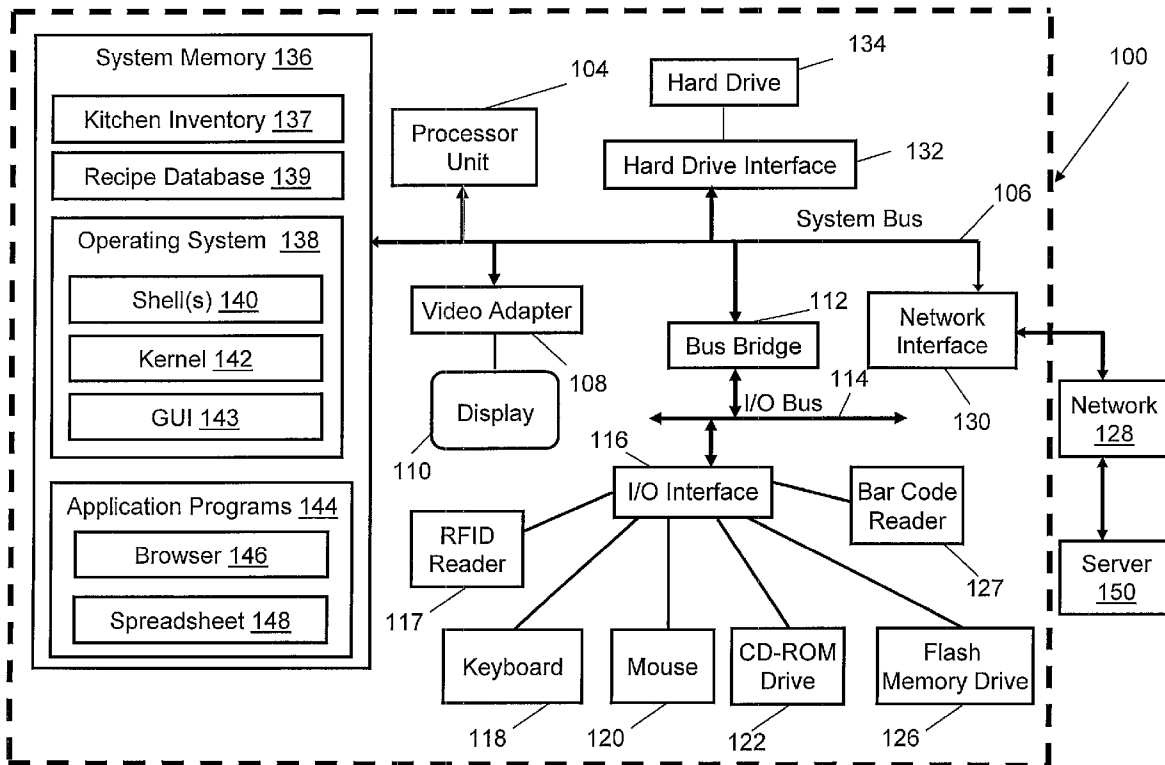 System Memory 136
Kitchen Inventory 137
Recipe Database 139
Operating System 138
Shell(s) 140
Kernel 142
GUI 143
Application Programs 144
Browser 146
Spreadsheet 148
104
Processor
Unit
134
Hard Drive
132
Hard Drive Interface
100
106
System Bus
Video Adapter
108
Display
110
112
Bus Bridge
Network
Interface
130
114
I/O Bus
116
I/O Interface
Network
128
Server
150
RFID
Reader
117
Bar Code
Reader
127
Keyboard
118
Mouse
120
CD-ROM
Drive
122
Flash
Memory Drive
126